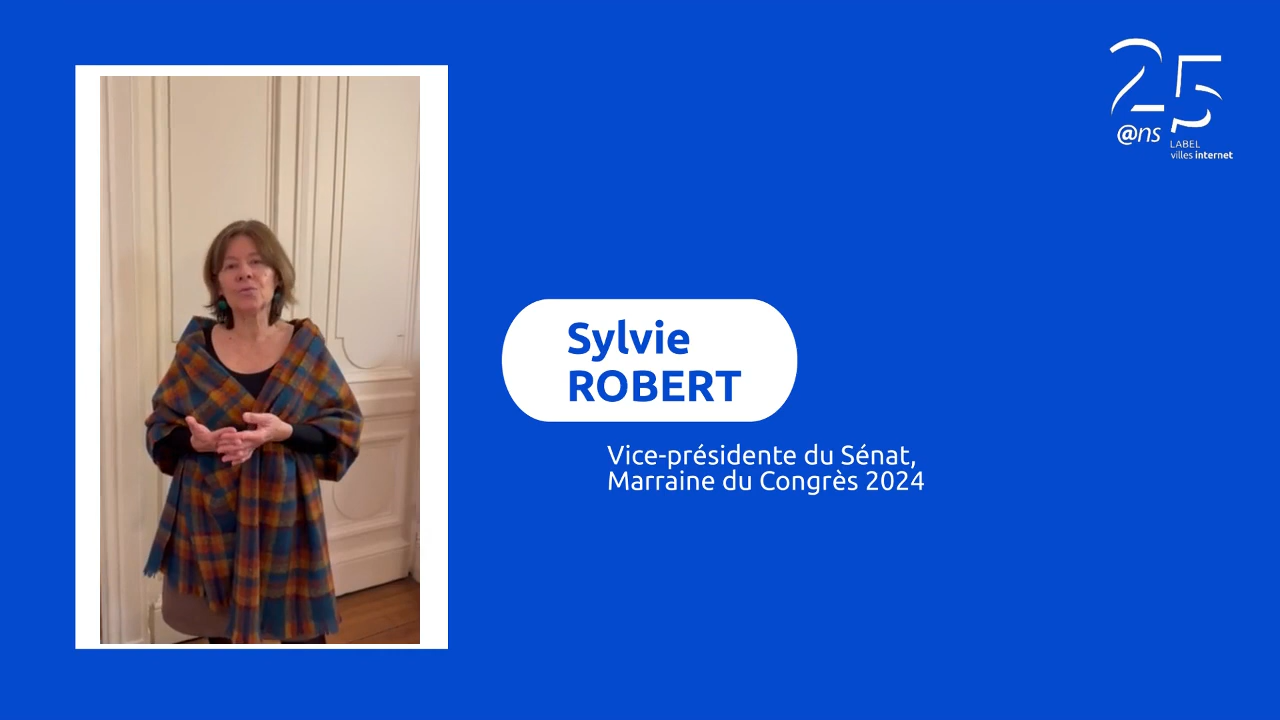 25
@ns
LABEL
villes internet
Sylvie
ROBERT
Vice-présidente du Sénat,
Marraine du Congrès 2024